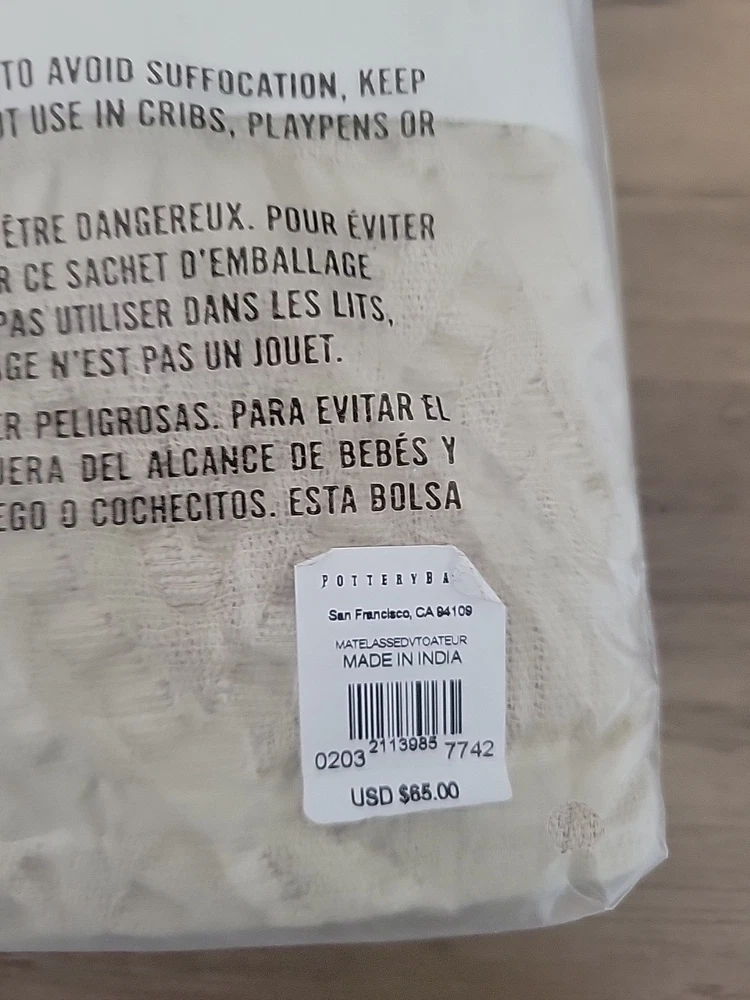 TO AVOID SUFFOCATION, KEEP
USE IN CRIBS, PLAYPENS OR
ÊTRE DANGEREUX. POUR ÉVITER
R CE SACHET D'EMBALLAGE
PAS UTILISER DANS LES LITS,
GE N'EST PAS UN JOUET.
ER PELIGROSAS. PARA EVITAR EL
UERA DEL ALCANCE DE BEBÉS Y
EGO O COCHECITOS. ESTA BOLSA
POTTERYBA
San Francisco, CA 94109
MATELASSEDVTOATEUR
MADE IN INDIA
0203 2113985 7742
USD $65.00